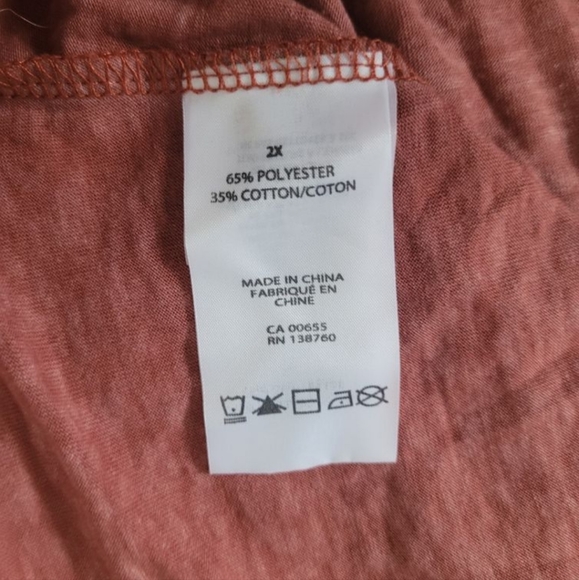 2X
65% POLYESTER
35% COTTON/COTON
MADE IN CHINA
FABRIQUÉ EN
CHINE
CA 00655
RN 138760